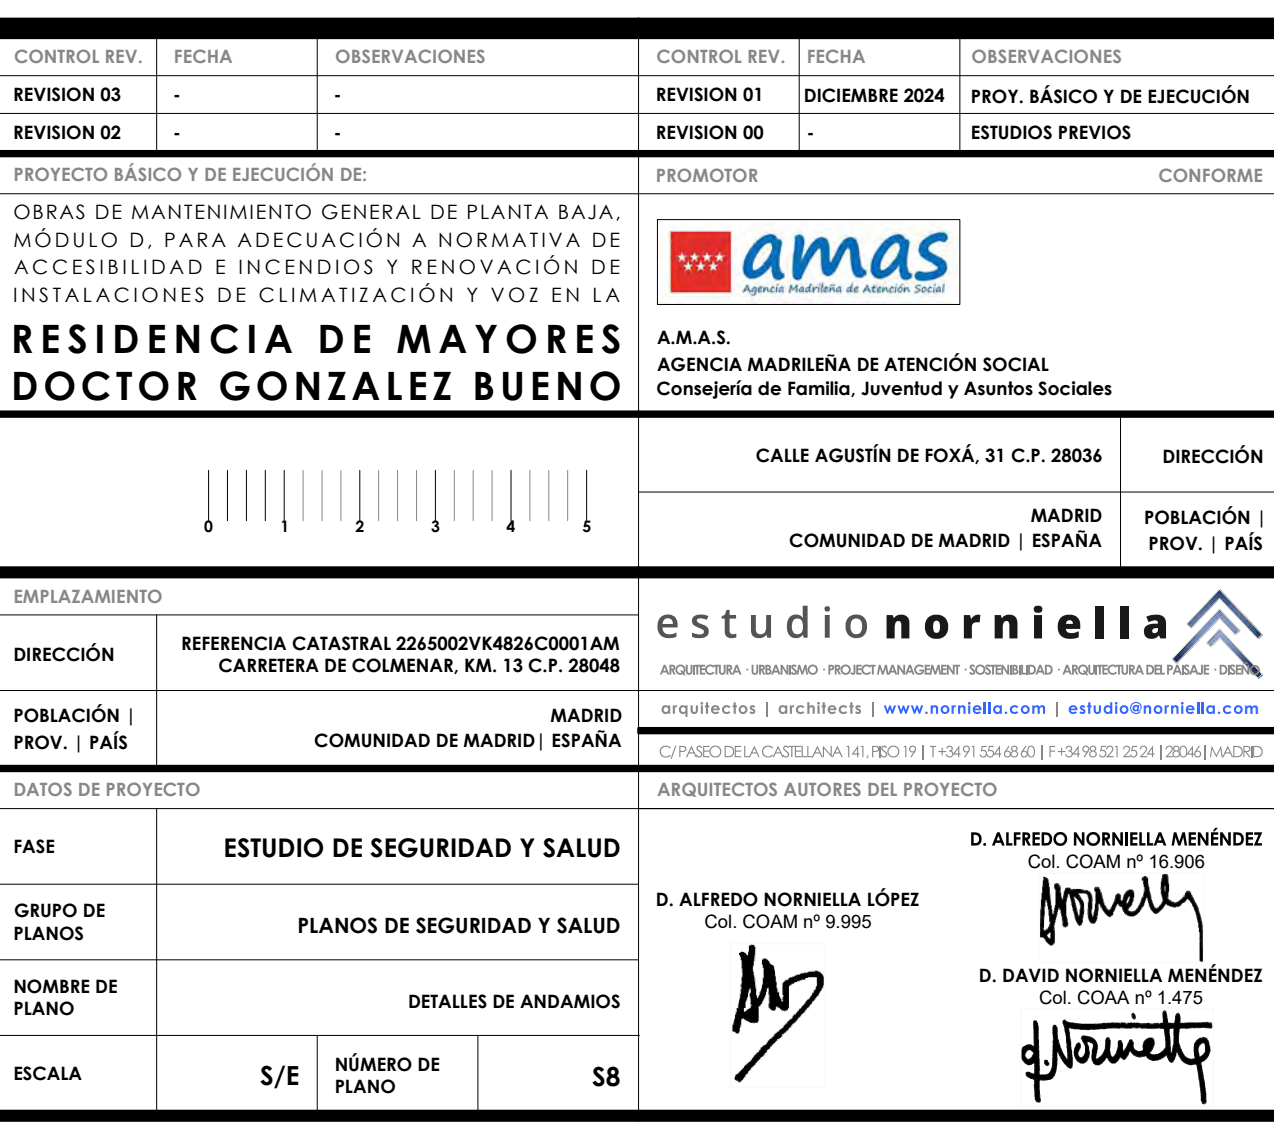 CONTROL REV. FECHA OBSERVACIONES
REVISION 03 - -
REVISION 02 - -
CONTROL REV. FECHA OBSERVACIONES
REVISION 01 DICIEMBRE 2024 PROY. BÁSICO Y DE EJECUCIÓN
REVISION 00 - ESTUDIOS PREVIOS
PROYECTO BÁSICO Y DE EJECUCIÓN DE:
OBRAS DE MANTENIMIENTO GENERAL DE PLANTA BAJA,
MÓDULO D, PARA ADECUACIÓN A NORMATIVA DE
ACCESIBILIDAD E INCENDIOS Y RENOVACIÓN DE
INSTALACIONES DE CLIMATIZACIÓN Y VOZ EN LA
RESIDENCIA DE MAYORES
DOCTOR GONZALEZ BUENO
PROMOTOR CONFORME
amas
Agencia Madrileña de Atención Social
A.M.A.S.
AGENCIA MADRILEÑA DE ATENCIÓN SOCIAL
Consejería de Familia, Juventud y Asuntos Sociales
0 1 2 3 4 5
CALLE AGUSTÍN DE FOXÁ, 31 C.P. 28036 DIRECCIÓN
MADRID
COMUNIDAD DE MADRID | ESPAÑA
POBLACIÓN |
PROV. | PAÍS
EMPLAZAMIENTO
DIRECCIÓN
REFERENCIA CATASTRAL 2265002VK4826C0001AM
CARRETERA DE COLMENAR, KM. 13 C.P. 28048
POBLACIÓN |
PROV. | PAÍS
MADRID
COMUNIDAD DE MADRID| ESPAÑA
estudionorniella
ARQUITECTURA · URBANISMO · PROJECT MANAGEMENT · SOSTENIBILIDAD · ARQUITECTURA DEL PAISAJE · DISEÑO
arquitectos | architects | www.norniella.com | estudio@norniella.com
C/ PASEO DE LA CASTELLANA 141, PISO 19 | T +34 91 554 68 60 | F +34 98 521 25 24 | 28046 | MADRID
DATOS DE PROYECTO
FASE ESTUDIO DE SEGURIDAD Y SALUD
GRUPO DE
PLANOS
PLANOS DE SEGURIDAD Y SALUD
NOMBRE DE
PLANO
DETALLES DE ANDAMIOS
ESCALA S/E
NÚMERO DE
PLANO
S8
ARQUITECTOS AUTORES DEL PROYECTO
D. ALFREDO NORNIELLA LÓPEZ
Col. COAM nº 9.995
D. ALFREDO NORNIELLA MENÉNDEZ
Col. COAM nº 16.906
Norniella
D. DAVID NORNIELLA MENÉNDEZ
Col. COAA nº 1.475
d. Norniella